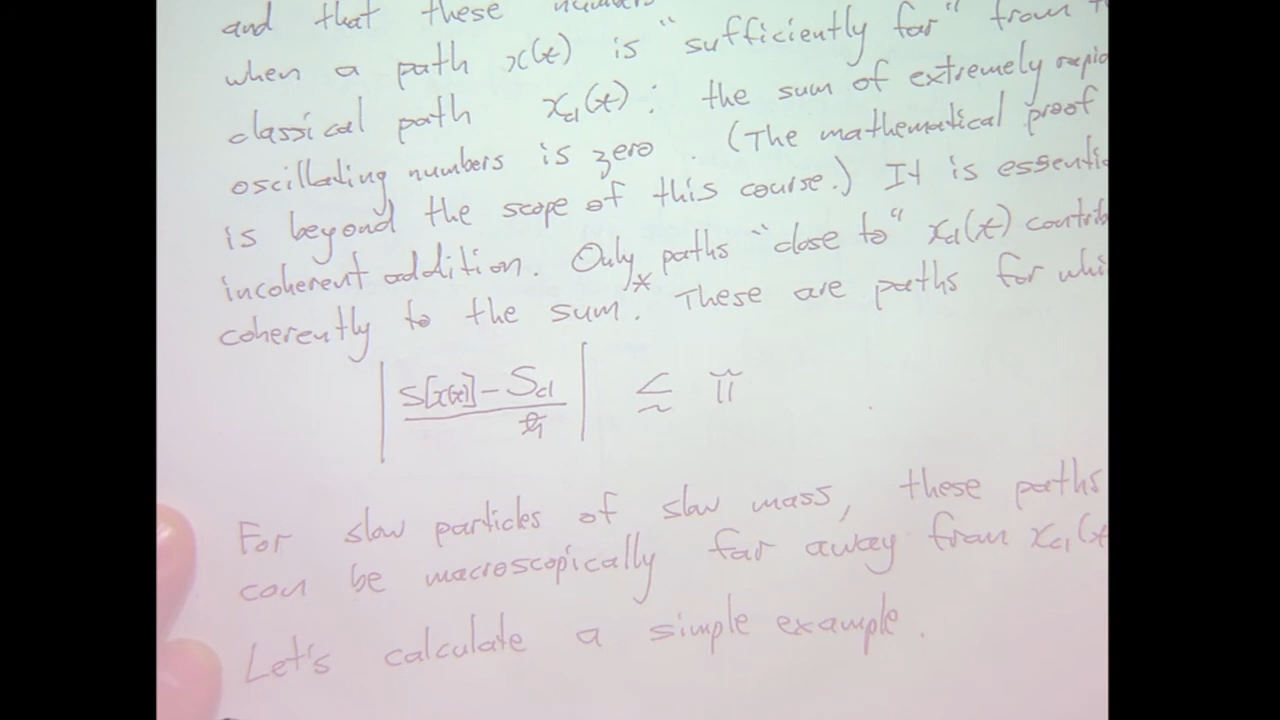 and that these numbers
when a path x(t) is "sufficiently far" from
classical path x_cl(t): the sum of extremely rapid
oscillating numbers is zero. (The mathematical proof
is beyond the scope of this course.) It is essenti
incoherent addition. Only paths "close to" x_cl(t) contrib
coherently to the sum.* These are paths for whi
| S[x(t)] - S_cl / ħ | ≲ π
For slow particles of slow mass, these paths
can be macroscopically far away from x_cl(t
Let's calculate a simple example.